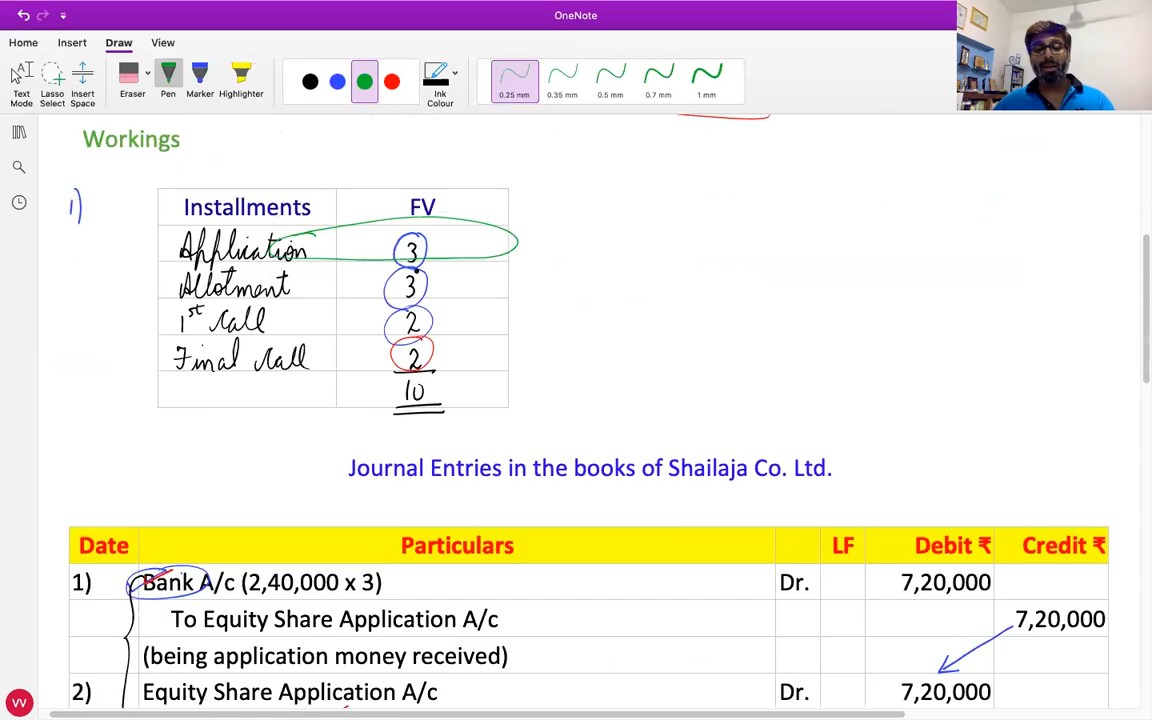 OneNote
Home Insert Draw View
Text Mode
Lasso Select
Insert Space
Eraser
Pen
Marker
Highlighter
Ink Colour
0.25 mm
0.35 mm
0.5 mm
0.7 mm
1 mm
Workings
1)
Installments FV
Application 3
Allotment 3
1st Call 2
Final Call 2
10
Journal Entries in the books of Shailaja Co. Ltd.
Date Particulars LF Debit ₹ Credit ₹
1) Bank A/c (2,40,000 x 3) Dr. 7,20,000
To Equity Share Application A/c 7,20,000
(being application money received)
2) Equity Share Application A/c Dr. 7,20,000
VV